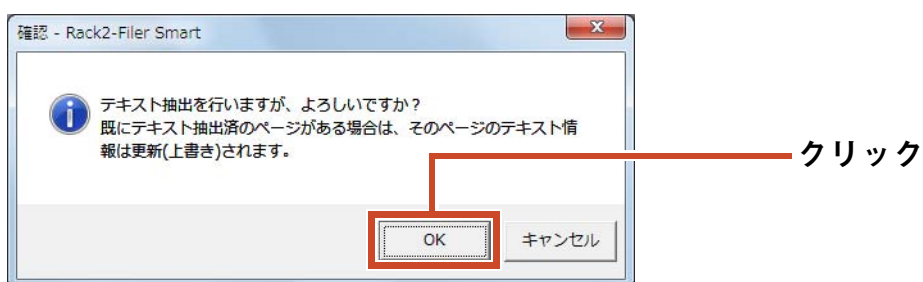 確認 - Rack2-Filer Smart
テキスト抽出を行いますが、よろしいですか?
既にテキスト抽出済のページがある場合は、そのページのテキスト情
報は更新(上書き)されます。
クリック
OK
キャンセル